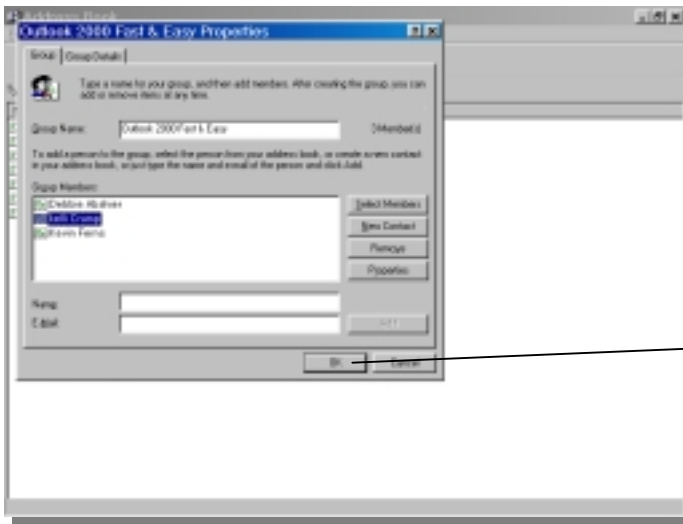 Address Book
Outlook 2000 Fast & Easy Properties
Group Group Details
Type a name for your group, and then add members. After creating the group, you can
add or remove items at any time.
Group Name: Outlook 2000 Fast & Easy 3 Member(s)
To add a person to the group, select the person from your address book, or create a new contact
in your address book, or just type the name and e-mail of the person and click Add.
Group Members:
Debbie
Select Members
Kelli Crump
New Contact
Kevin Ferns
Remove
Properties
Name:
E-Mail:
Add
OK Cancel